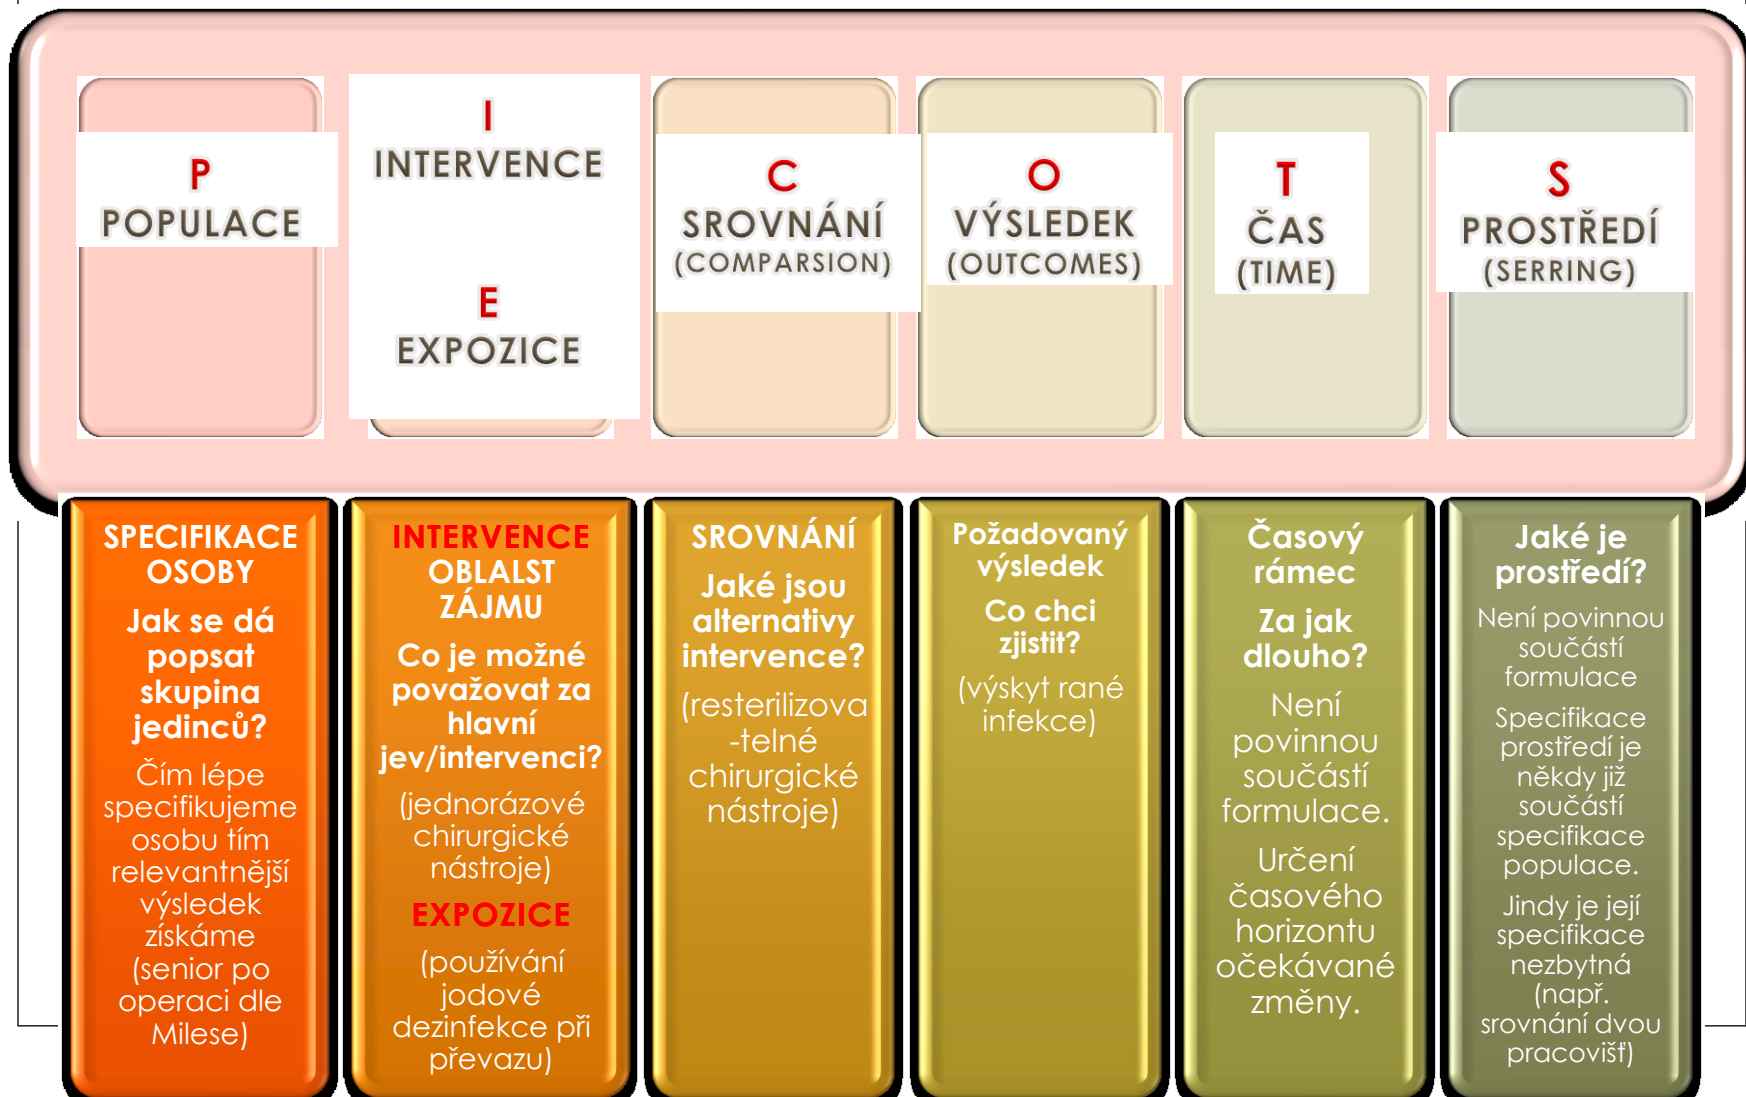 P
POPULACE
I
INTERVENCE
E
EXPOZICE
C
SROVNÁNÍ
(COMPARSION)
O
VÝSLEDEK
(OUTCOMES)
T
ČAS
(TIME)
S
PROSTŘEDÍ
(SERRING)
SPECIFIKACE
OSOBY
Jak se dá
popsat
skupina
jedinců?
Čím lépe
specifikujeme
osobu tím
relevantnější
výsledek
získáme
(senior po
operaci dle
Milese)
INTERVENCE
OBLALST
ZÁJMU
Co je možné
považovat za
hlavní
jev/intervenci?
(jednorázové
chirurgické
nástroje)
EXPOZICE
(používání
jodové
dezinfekce při
převazu)
SROVNÁNÍ
Jaké jsou
alternativy
intervence?
(resterilizova
-telné
chirurgické
nástroje)
Požadovaný
výsledek
Co chci
zjistit?
(výskyt rané
infekce)
Časový
rámec
Za jak
dlouho?
Není
povinnou
součástí
formulace.
Určení
časového
horizontu
očekávané
změny.
Jaké je
prostředí?
Není povinnou
součástí
formulace
Specifikace
prostředí je
někdy již
součástí
specifikace
populace.
Jindy je její
specifikace
nezbytná
(např.
srovnání dvou
pracovišť)